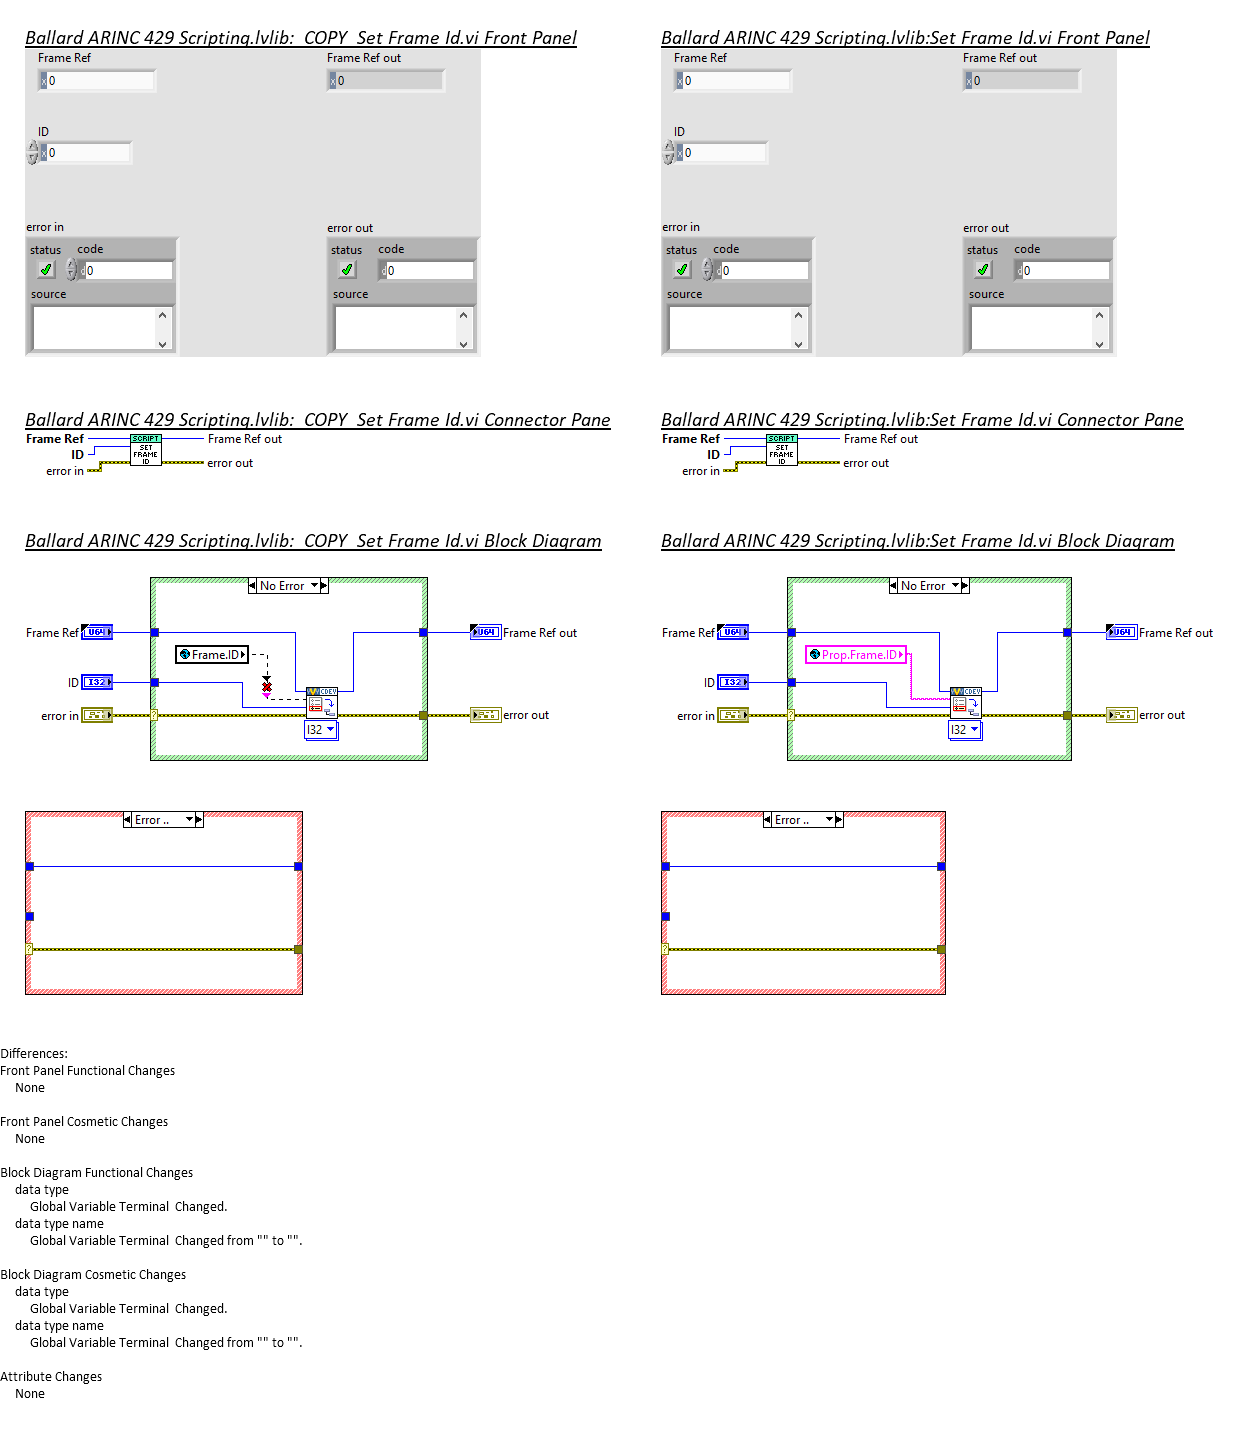 Ballard ARINC 429 Scripting.lvlib:_COPY_Set Frame Id.vi Front Panel
Frame Ref
Frame Ref out
x 0
x 0
ID
x 0
error in
error out
status
code
status
code
d 0
d 0
source
source
Ballard ARINC 429 Scripting.lvlib:Set Frame Id.vi Front Panel
Frame Ref
Frame Ref out
x 0
x 0
ID
x 0
error in
error out
status
code
status
code
d 0
d 0
source
source
Ballard ARINC 429 Scripting.lvlib:_COPY_Set Frame Id.vi Connector Pane
Frame Ref
SCRIPT
Frame Ref out
ID
SET
FRAME
ID
error in
error out
Ballard ARINC 429 Scripting.lvlib:Set Frame Id.vi Connector Pane
Frame Ref
SCRIPT
Frame Ref out
ID
SET
FRAME
ID
error in
error out
Ballard ARINC 429 Scripting.lvlib:_COPY_Set Frame Id.vi Block Diagram
No Error
Frame Ref
U64
U64
Frame Ref out
Frame.ID
ID
I32
CDEV
error in
?
error out
I32
Error ..
?
Ballard ARINC 429 Scripting.lvlib:Set Frame Id.vi Block Diagram
No Error
Frame Ref
U64
U64
Frame Ref out
Prop.Frame.ID
ID
I32
CDEV
error in
?
error out
I32
Error ..
?
Differences:
Front Panel Functional Changes
None
Front Panel Cosmetic Changes
None
Block Diagram Functional Changes
data type
Global Variable Terminal  Changed.
data type name
Global Variable Terminal  Changed from "" to "".
Block Diagram Cosmetic Changes
data type
Global Variable Terminal  Changed.
data type name
Global Variable Terminal  Changed from "" to "".
Attribute Changes
None